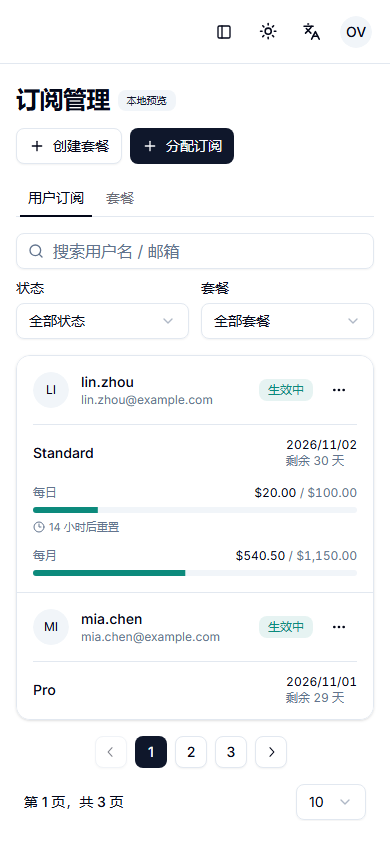 OV
订阅管理 本地预览
创建套餐 分配订阅
用户订阅 套餐
搜索用户名 / 邮箱
状态 套餐
全部状态 全部套餐
LI lin.zhou 生效中
lin.zhou@example.com
Standard 2026/11/02
剩余 30 天
每日 $20.00 / $100.00
14 小时后重置
每月 $540.50 / $1,150.00
MI mia.chen 生效中
mia.chen@example.com
Pro 2026/11/01
剩余 29 天
1 2 3
第 1 页，共 3 页 10